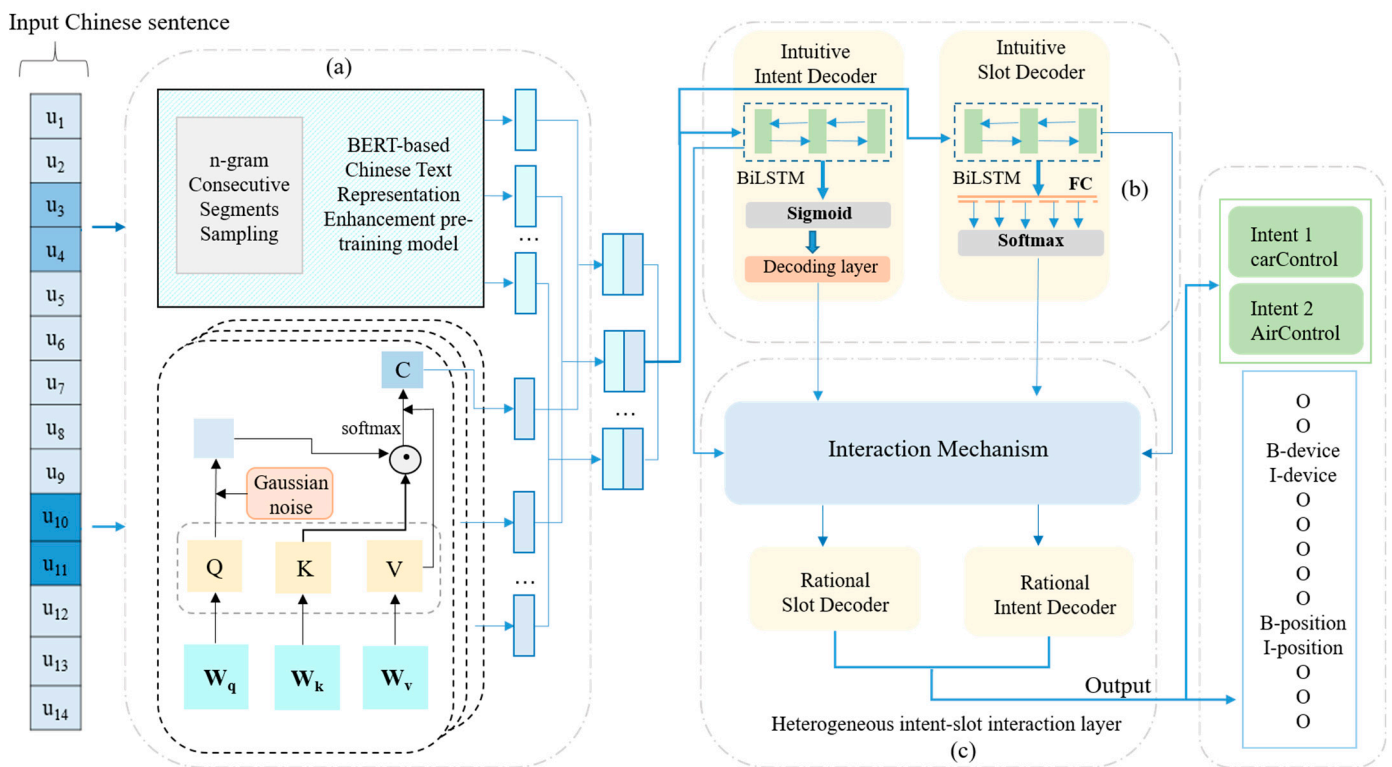 Input Chinese sentence
u1
u2
u3
u4
u5
u6
u7
u8
u9
u10
u11
u12
u13
u14
(a)
n-gram
Consecutive
Segments
Sampling
BERT-based
Chinese Text
Representation
Enhancement pre-
training model
C
softmax
Gaussian
noise
Q
K
V
Wq
Wk
Wv
...
...
...
...
Intuitive
Intent Decoder
BiLSTM
Sigmoid
Decoding layer
Intuitive
Slot Decoder
BiLSTM
FC
Softmax
(b)
Interaction Mechanism
Rational
Slot Decoder
Rational
Intent Decoder
Output
Heterogeneous intent-slot interaction layer
(c)
Intent 1
carControl
Intent 2
AirControl
O
O
B-device
I-device
O
O
O
O
O
B-position
I-position
O
O
O